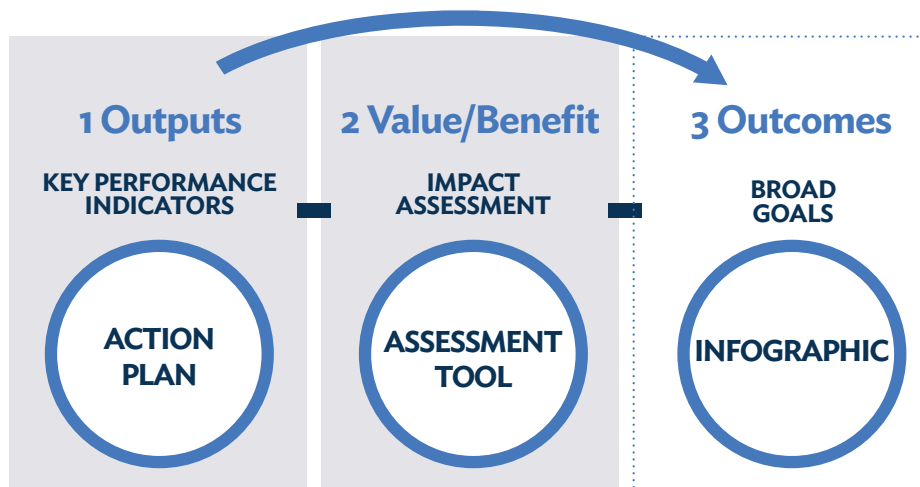 1 Outputs
KEY PERFORMANCE
INDICATORS
ACTION
PLAN
2 Value/Benefit
IMPACT
ASSESSMENT
ASSESSMENT
TOOL
3 Outcomes
BROAD
GOALS
INFOGRAPHIC